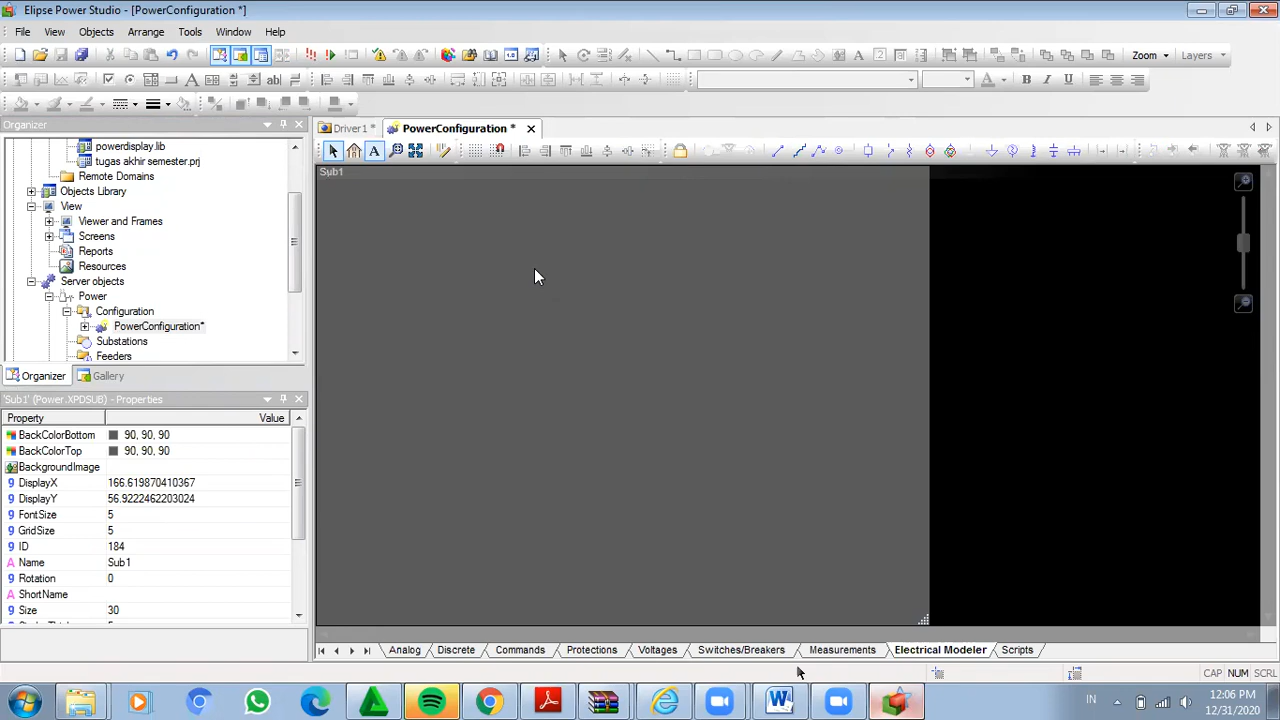 Elipse Power Studio - [PowerConfiguration *]
File View Objects Arrange Tools Window Help
Zoom Layers
Organizer
Driver1 * PowerConfiguration *
powerdisplay.lib
tugas akhir semester.prj
Remote Domains
Objects Library
View
Viewer and Frames
Screens
Reports
Resources
Server objects
Power
Configuration
PowerConfiguration*
Substations
Feeders
Organizer Gallery
Sub1
'Sub1' (Power.XPDSUB) - Properties
Property Value
BackColorBottom 90, 90, 90
BackColorTop 90, 90, 90
BackgroundImage
DisplayX 166.619870410367
DisplayY 56.9222462203024
FontSize 5
GridSize 5
ID 184
Name Sub1
Rotation 0
ShortName
Size 30
Analog Discrete Commands Protections Voltages Switches/Breakers Measurements Electrical Modeler Scripts
CAP NUM SCRL
IN 12:06 PM
12/31/2020